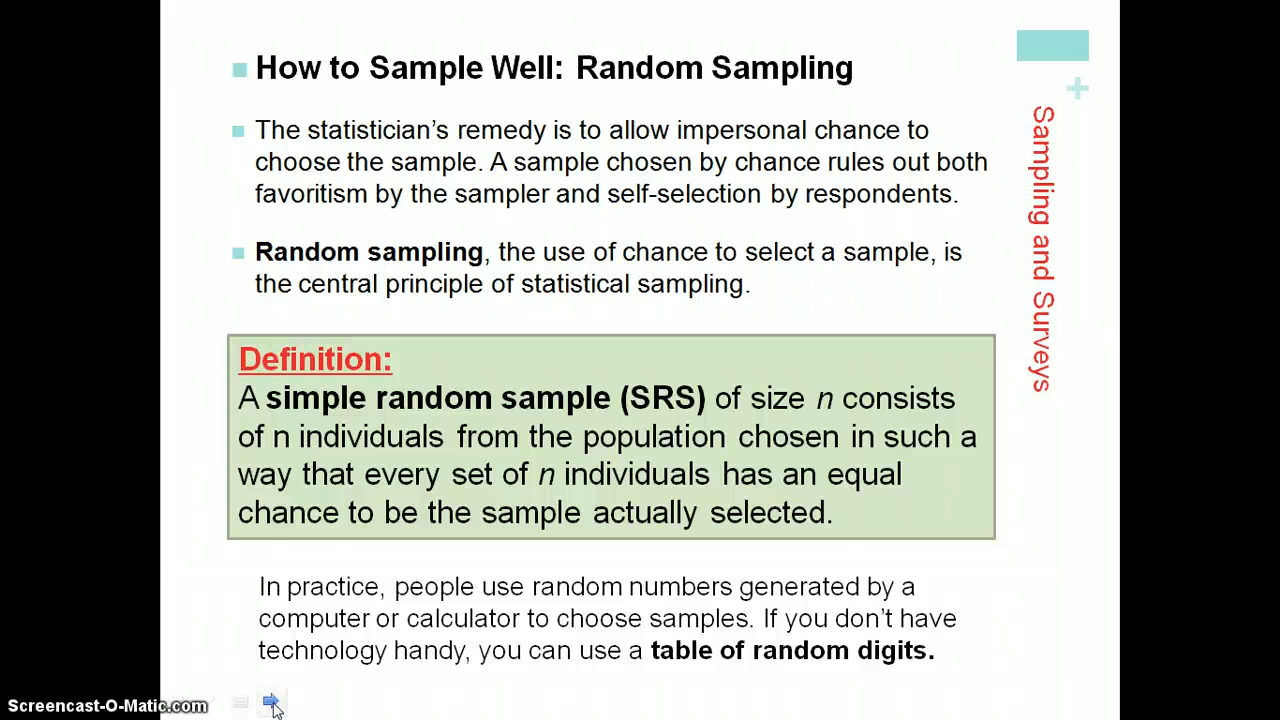 How to Sample Well: Random Sampling
The statistician's remedy is to allow impersonal chance to
choose the sample. A sample chosen by chance rules out both
favoritism by the sampler and self-selection by respondents.
Random sampling, the use of chance to select a sample, is
the central principle of statistical sampling.
Definition:
A simple random sample (SRS) of size n consists
of n individuals from the population chosen in such a
way that every set of n individuals has an equal
chance to be the sample actually selected.
In practice, people use random numbers generated by a
computer or calculator to choose samples. If you don't have
technology handy, you can use a table of random digits.
+
Sampling and Surveys
Screencast-O-Matic.com